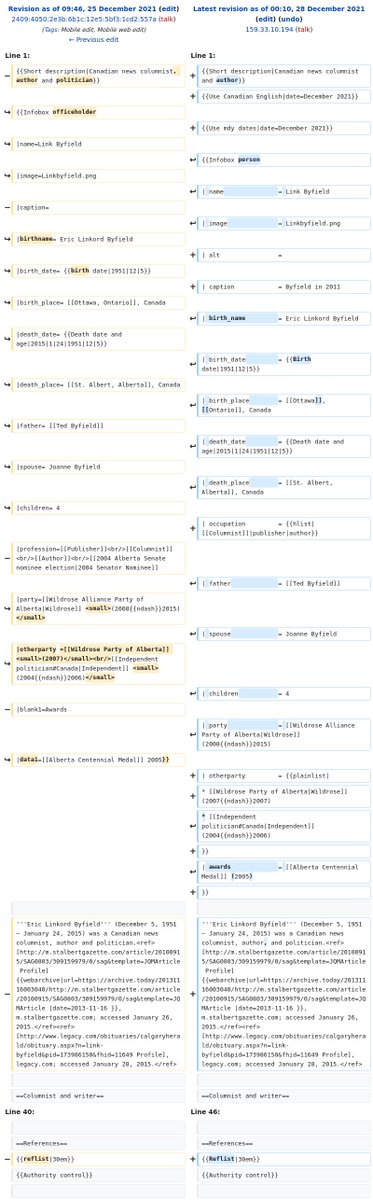 Revision as of 09:46, 25 December 2021 (edit)
2409:4050:2e3b:6b1c:12e5:5bf3:1cd2:557a (talk)
(Tags: Mobile edit, Mobile web edit)
← Previous edit
Line 1:
{{Short description|Canadian news columnist,
author and politician}}
{{Infobox officeholder
|name=Link Byfield
|image=Linkbyfield.png
|caption=
|birthname= Eric Linkord Byfield
|birth_date= {{birth date|1951|12|5}}
|birth_place= [[Ottawa, Ontario]], Canada
|death_date= {{Death date and
age|2015|1|24|1951|12|5}}
|death_place= [[St. Albert, Alberta]], Canada
|father= [[Ted Byfield]]
|spouse= Joanne Byfield
|children= 4
|profession=[[Publisher]]<br/>[[Columnist]]
<br/>[[Author]]<br/>[[2004 Alberta Senate
nominee election|2004 Senator Nominee]]
|party=[[Wildrose Alliance Party of
Alberta|Wildrose]] <small>(2008{{ndash}}2015)
</small>
|otherparty =[[Wildrose Party of Alberta]]
<small>(2007)</small><br/>[[Independent
politician#Canada|Independent]] <small>
(2004{{ndash}}2006)</small>
|blank1=Awards
|data1=[[Alberta Centennial Medal]] 2005}}
'''Eric Linkord Byfield''' (December 5, 1951
– January 24, 2015) was a Canadian news
columnist, author and politician.<ref>
[http://m.stalbertgazette.com/article/2010091
5/SAG0803/309159979/0/sag&template=JQMArticle
Profile]
{{webarchive|url=https://archive.today/201311
16003040/http://m.stalbertgazette.com/article
/20100915/SAG0803/309159979/0/sag&template=JQ
MArticle |date=2013-11-16 }},
m.stalbertgazette.com; accessed January 26,
2015.</ref><ref>
[http://www.legacy.com/obituaries/calgaryhera
ld/obituary.aspx?n=link-
byfield&pid=173986150&fhid=11649 Profile],
legacy.com; accessed January 28, 2015.</ref>
==Columnist and writer==
Line 40:
==References==
{{reflist|30em}}
{{Authority control}}
Latest revision as of 00:10, 28 December 2021
(edit) (undo)
159.33.10.194 (talk)
Line 1:
{{Short description|Canadian news columnist
and author}}
{{Use Canadian English|date=December 2021}}
{{Use mdy dates|date=December 2021}}
{{Infobox person
| name = Link Byfield
| image = Linkbyfield.png
| alt =
| caption = Byfield in 2011
| birth_name = Eric Linkord Byfield
| birth_date = {{Birth
date|1951|12|5}}
| birth_place = [[Ottawa]],
[[Ontario]], Canada
| death_date = {{Death date and
age|2015|1|24|1951|12|5}}
| death_place = [[St. Albert,
Alberta]], Canada
| occupation = {{hlist|
[[Columnist]]|publisher|author}}
| father = [[Ted Byfield]]
| spouse = Joanne Byfield
| children = 4
| party = [[Wildrose Alliance
Party of Alberta|Wildrose]]
(2008{{ndash}}2015)
| otherparty = {{plainlist|
* [[Wildrose Party of Alberta|Wildrose]]
(2007{{ndash}}2007)
* [[Independent
politician#Canada|Independent]]
(2004{{ndash}}2006)
}}
| awards = [[Alberta Centennial
Medal]] (2005)
}}
'''Eric Linkord Byfield''' (December 5, 1951
– January 24, 2015) was a Canadian news
columnist, author, and politician.<ref>
[http://m.stalbertgazette.com/article/2010091
5/SAG0803/309159979/0/sag&template=JQMArticle
Profile]
{{webarchive|url=https://archive.today/201311
16003040/http://m.stalbertgazette.com/article
/20100915/SAG0803/309159979/0/sag&template=JQ
MArticle |date=2013-11-16 }},
m.stalbertgazette.com; accessed January 26,
2015.</ref><ref>
[http://www.legacy.com/obituaries/calgaryhera
ld/obituary.aspx?n=link-
byfield&pid=173986150&fhid=11649 Profile],
legacy.com; accessed January 28, 2015.</ref>
==Columnist and writer==
Line 46:
==References==
{{Reflist|30em}}
{{Authority control}}